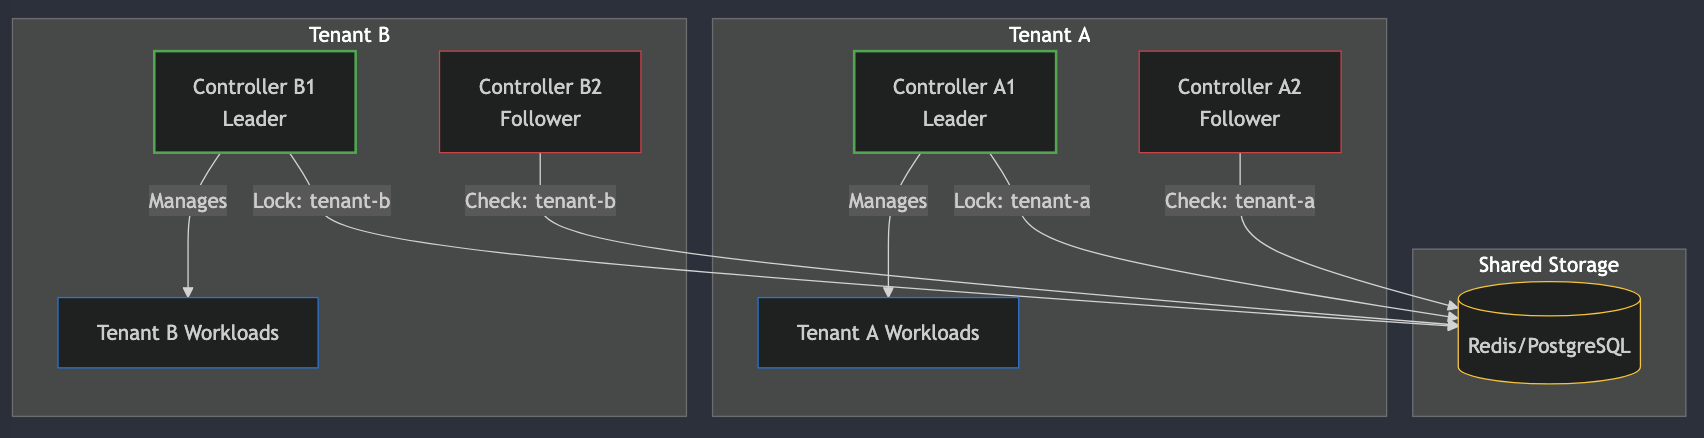 Tenant B
Controller B1
Leader
Controller B2
Follower
Manages
Lock: tenant-b
Check: tenant-b
Tenant B Workloads
Tenant A
Controller A1
Leader
Controller A2
Follower
Manages
Lock: tenant-a
Check: tenant-a
Tenant A Workloads
Shared Storage
Redis/PostgreSQL